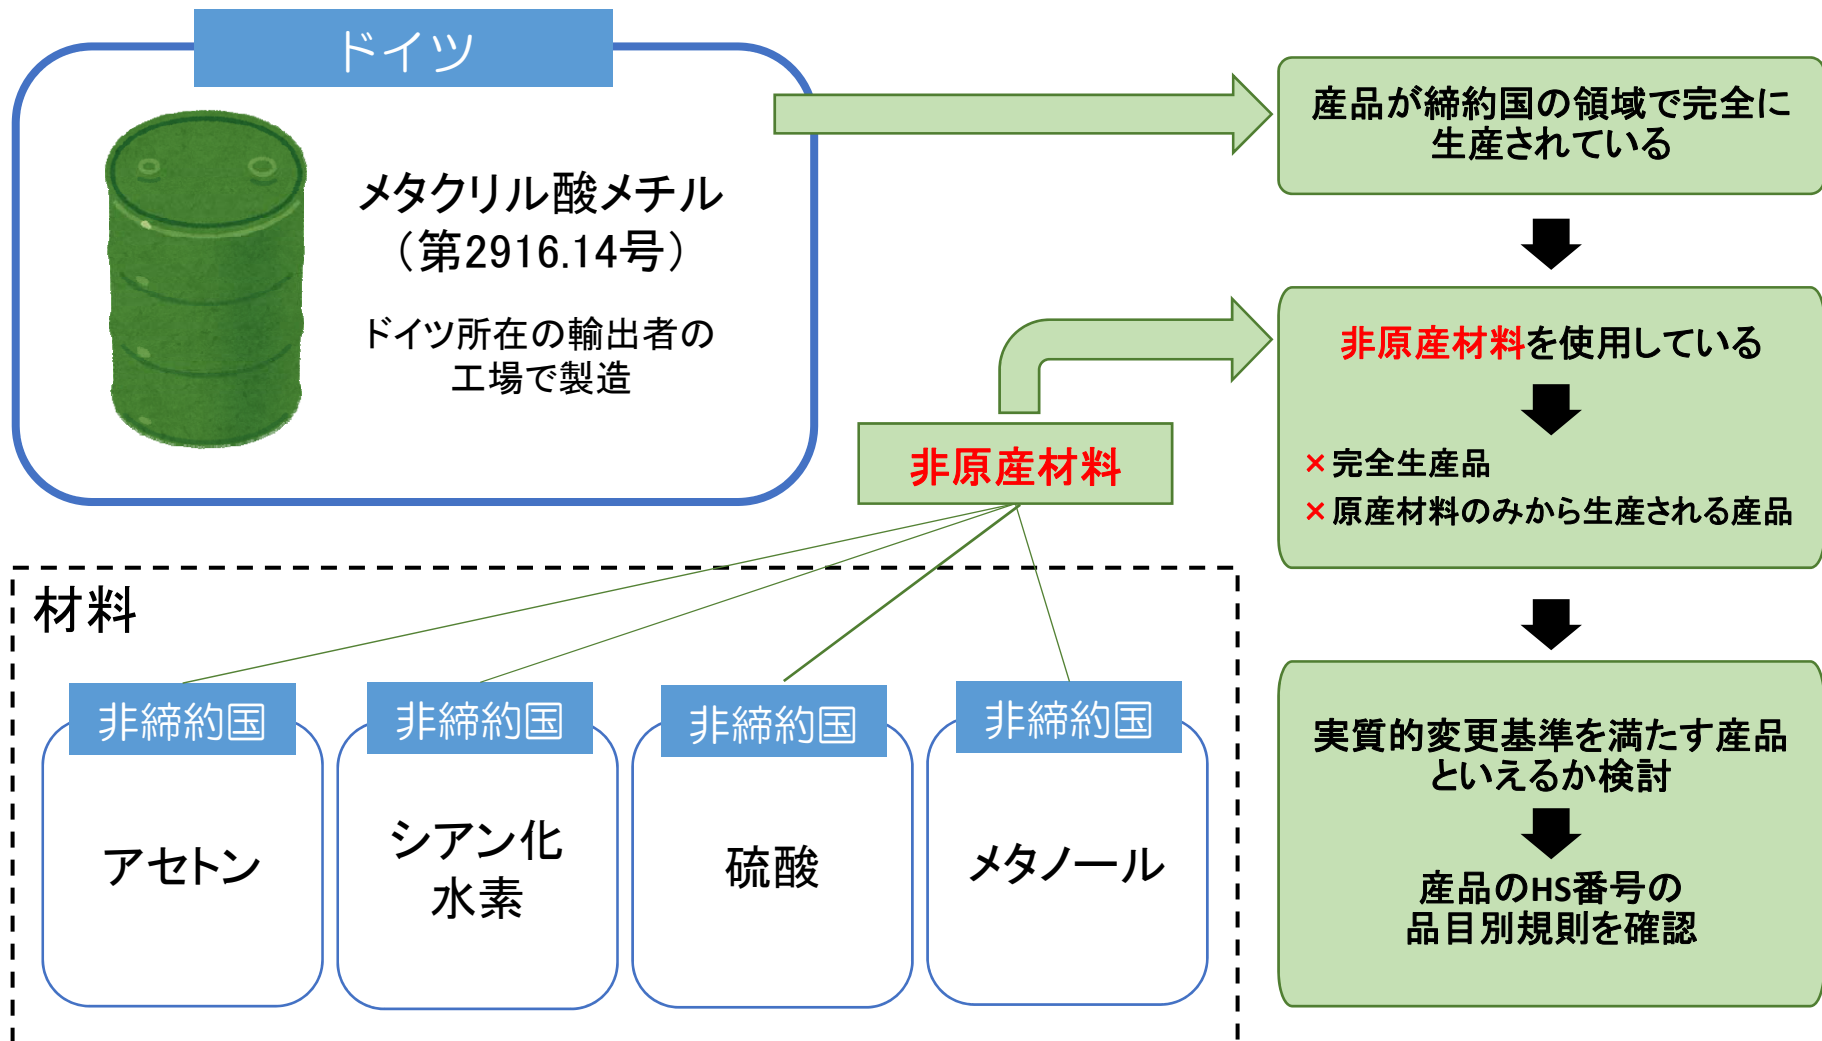 ドイツ
メタクリル酸メチル
（第2916.14号）
ドイツ所在の輸出者の
工場で製造
産品が締約国の領域で完全に
生産されている
非原産材料を使用している
×完全生産品
×原産材料のみから生産される産品
非原産材料
材料
非締約国
アセトン
非締約国
シアン化
水素
非締約国
硫酸
非締約国
メタノール
実質的変更基準を満たす産品
といえるか検討
産品のHS番号の
品目別規則を確認